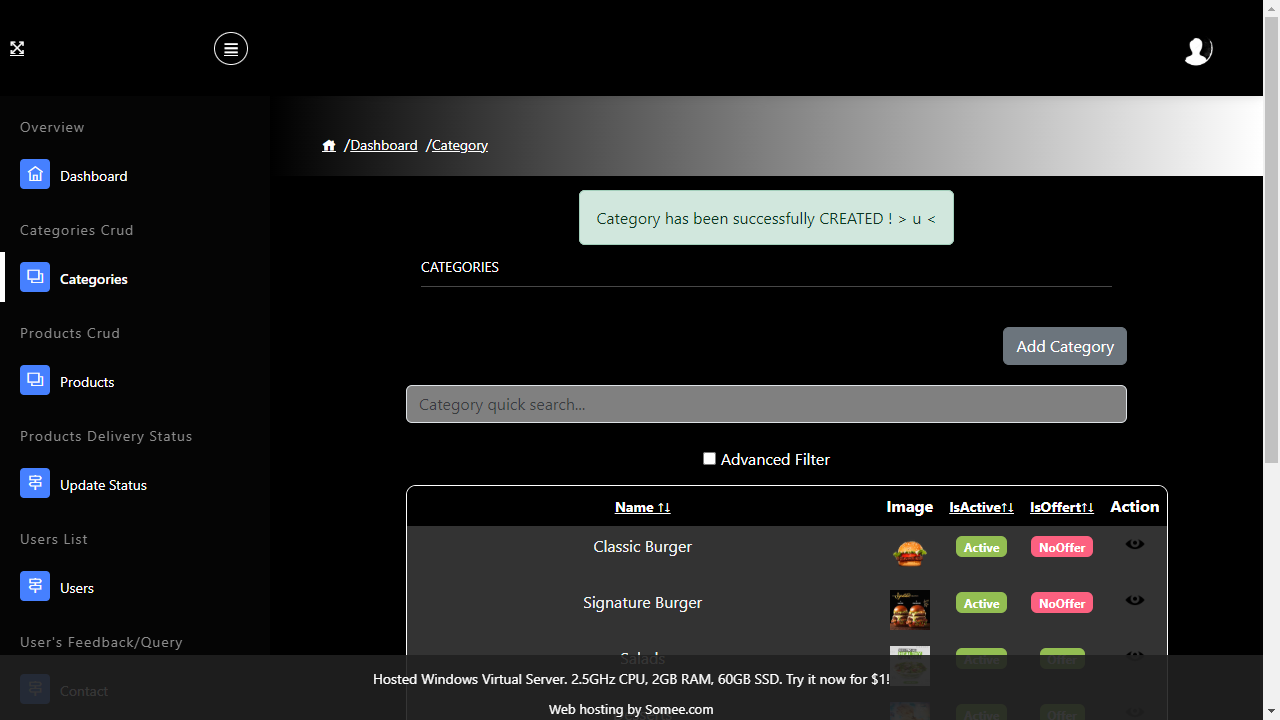 Overview
Dashboard
Categories Crud
Categories
Products Crud
Products
Products Delivery Status
Update Status
Users List
Users
User's Feedback/Query
Contact
/Dashboard /Category
Category has been successfully CREATED ! > u <
CATEGORIES
Add Category
Category quick search...
Advanced Filter
Name ↑↓ Image IsActive↑↓ IsOffert↑↓ Action
Classic Burger Active NoOffer
Signature Burger Active NoOffer
Salads Active Offer
Hosted Windows Virtual Server. 2.5GHz CPU, 2GB RAM, 60GB SSD. Try it now for $1!
Web hosting by Somee.com